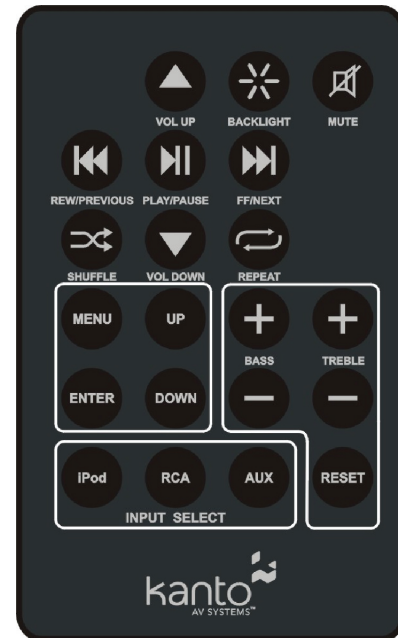 VOL UP BACKLIGHT MUTE
REW/PREVIOUS PLAY/PAUSE FF/NEXT
SHUFFLE VOL DOWN REPEAT
MENU UP
BASS TREBLE
ENTER DOWN
iPod RCA AUX RESET
INPUT SELECT
kanto
AV SYSTEMS™